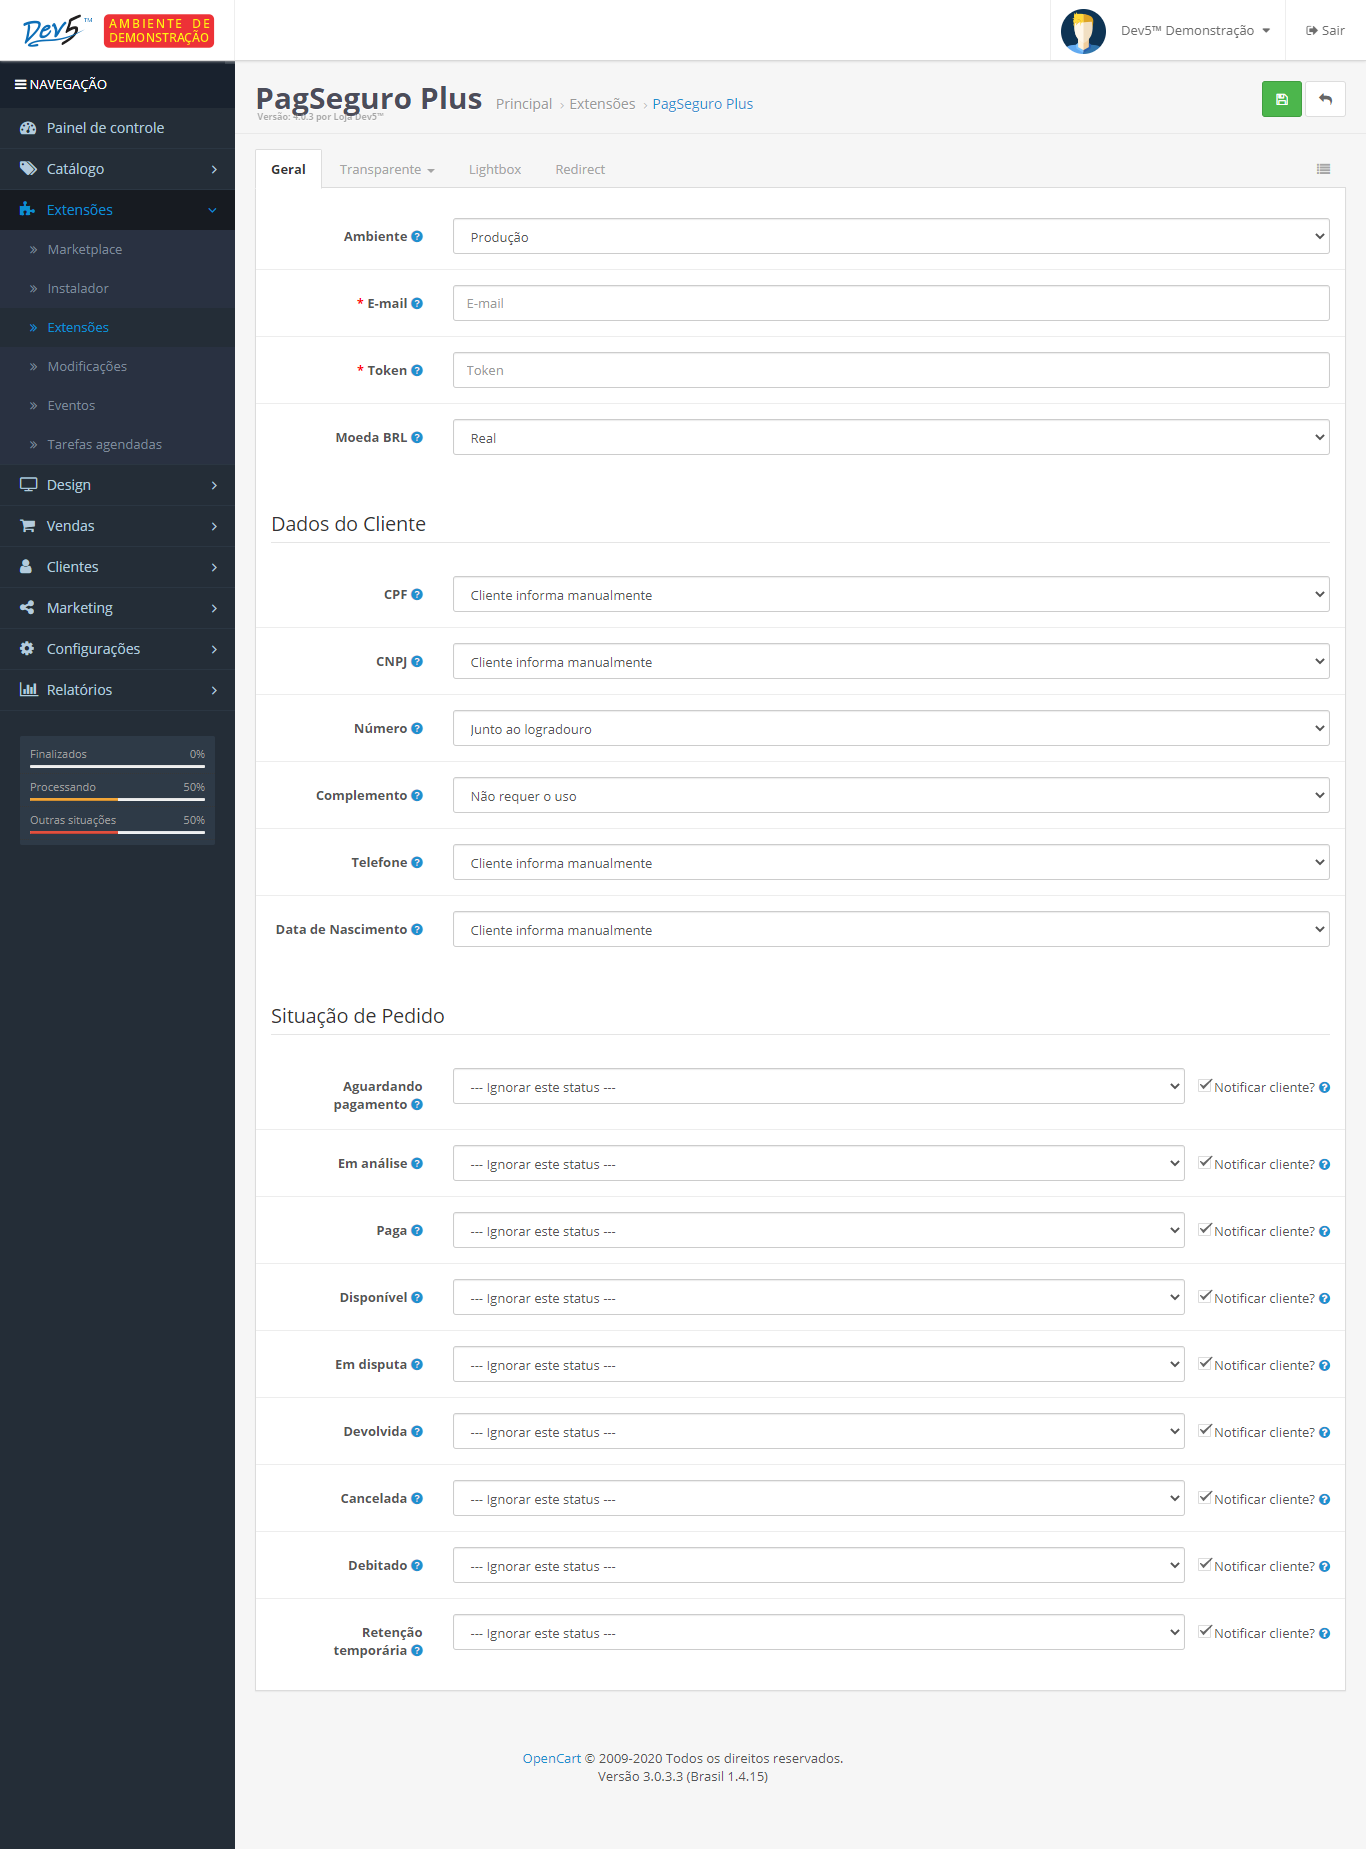 Dev5™ AMBIENTE DE DEMONSTRAÇÃO
Dev5™ Demonstração
Sair
NAVEGAÇÃO
Painel de controle
Catálogo
Extensões
Marketplace
Instalador
Extensões
Modificações
Eventos
Tarefas agendadas
Design
Vendas
Clientes
Marketing
Configurações
Relatórios
Finalizados 0%
Processando 50%
Outras situações 50%
PagSeguro Plus
Versão: 4.0.3 por Loja Dev5™
Principal › Extensões › PagSeguro Plus
Geral Transparente Lightbox Redirect
Ambiente Produção
* E-mail E-mail
* Token Token
Moeda BRL Real
Dados do Cliente
CPF Cliente informa manualmente
CNPJ Cliente informa manualmente
Número Junto ao logradouro
Complemento Não requer o uso
Telefone Cliente informa manualmente
Data de Nascimento Cliente informa manualmente
Situação de Pedido
Aguardando pagamento --- Ignorar este status --- Notificar cliente?
Em análise --- Ignorar este status --- Notificar cliente?
Paga --- Ignorar este status --- Notificar cliente?
Disponível --- Ignorar este status --- Notificar cliente?
Em disputa --- Ignorar este status --- Notificar cliente?
Devolvida --- Ignorar este status --- Notificar cliente?
Cancelada --- Ignorar este status --- Notificar cliente?
Debitado --- Ignorar este status --- Notificar cliente?
Retenção temporária --- Ignorar este status --- Notificar cliente?
OpenCart © 2009-2020 Todos os direitos reservados.
Versão 3.0.3.3 (Brasil 1.4.15)